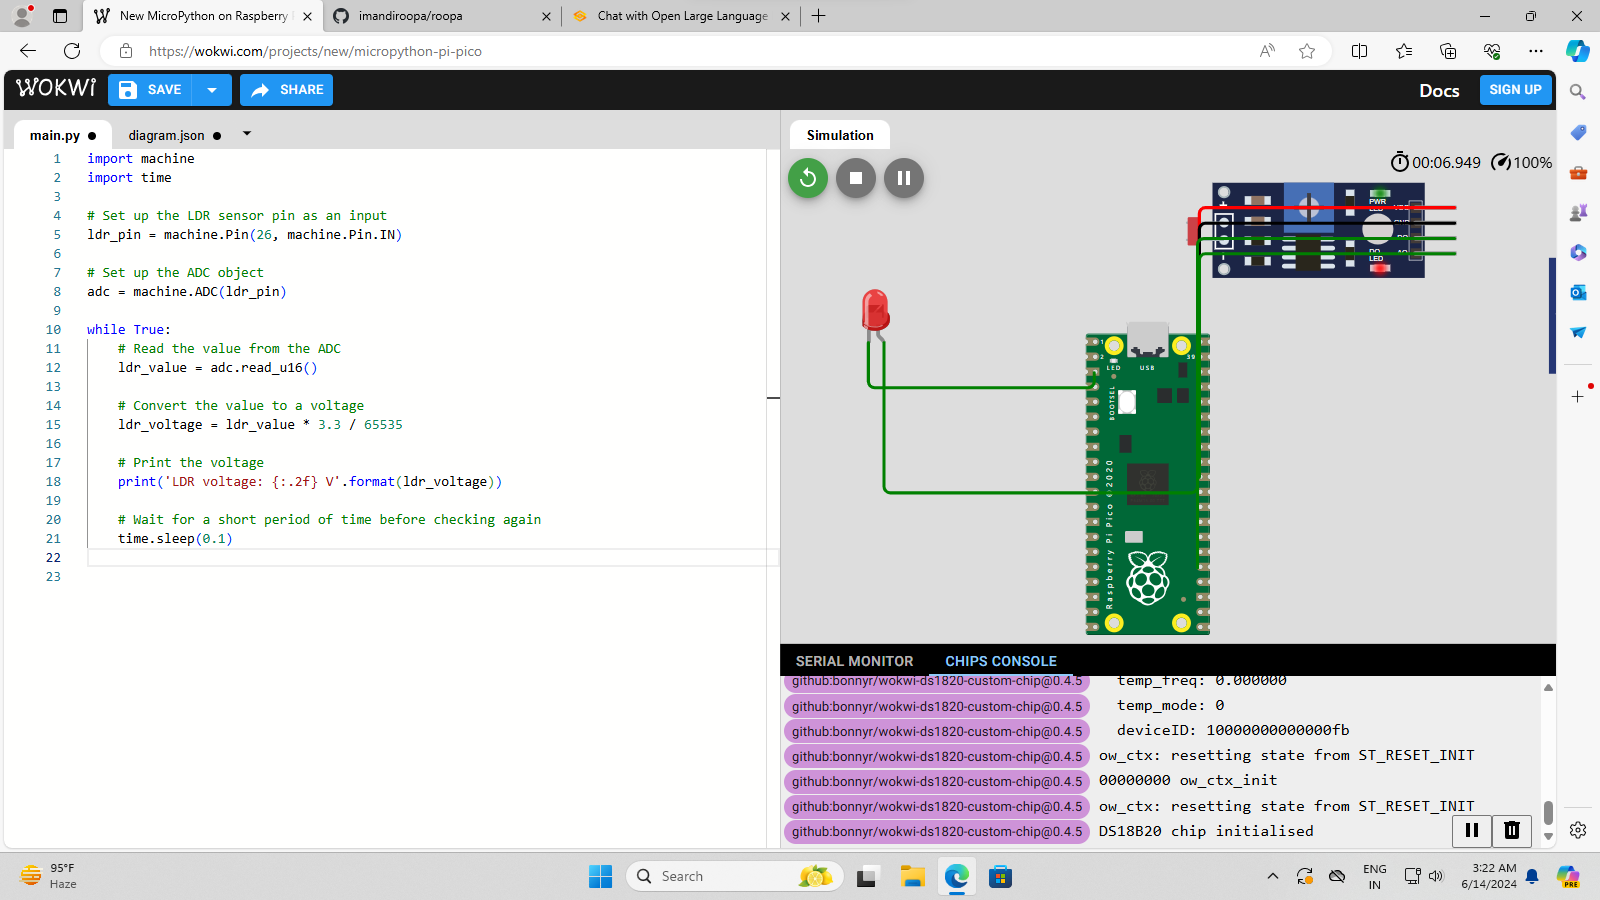 New MicroPython on Raspberry
imandiroopa/roopa
Chat with Open Large Language
https://wokwi.com/projects/new/micropython-pi-pico
WOKWI
SAVE
SHARE
Docs
SIGN UP
main.py
diagram.json
Simulation
00:06.949
100%
1 import machine
2 import time
3
4 # Set up the LDR sensor pin as an input
5 ldr_pin = machine.Pin(26, machine.Pin.IN)
6
7 # Set up the ADC object
8 adc = machine.ADC(ldr_pin)
9
10 while True:
11 # Read the value from the ADC
12 ldr_value = adc.read_u16()
13
14 # Convert the value to a voltage
15 ldr_voltage = ldr_value * 3.3 / 65535
16
17 # Print the voltage
18 print('LDR voltage: {:.2f} V'.format(ldr_voltage))
19
20 # Wait for a short period of time before checking again
21 time.sleep(0.1)
22
23
PWR
LED
DO
LED
1
2
39
LED
USB
BOOTSEL
Raspberry Pi Pico ©2020
SERIAL MONITOR
CHIPS CONSOLE
github:bonnyr/wokwi-ds1820-custom-chip@0.4.5 temp_freq: 0.000000
github:bonnyr/wokwi-ds1820-custom-chip@0.4.5 temp_mode: 0
github:bonnyr/wokwi-ds1820-custom-chip@0.4.5 deviceID: 10000000000000fb
github:bonnyr/wokwi-ds1820-custom-chip@0.4.5 ow_ctx: resetting state from ST_RESET_INIT
github:bonnyr/wokwi-ds1820-custom-chip@0.4.5 00000000 ow_ctx_init
github:bonnyr/wokwi-ds1820-custom-chip@0.4.5 ow_ctx: resetting state from ST_RESET_INIT
github:bonnyr/wokwi-ds1820-custom-chip@0.4.5 DS18B20 chip initialised
95°F
Haze
Search
ENG
IN
3:22 AM
6/14/2024
PRE